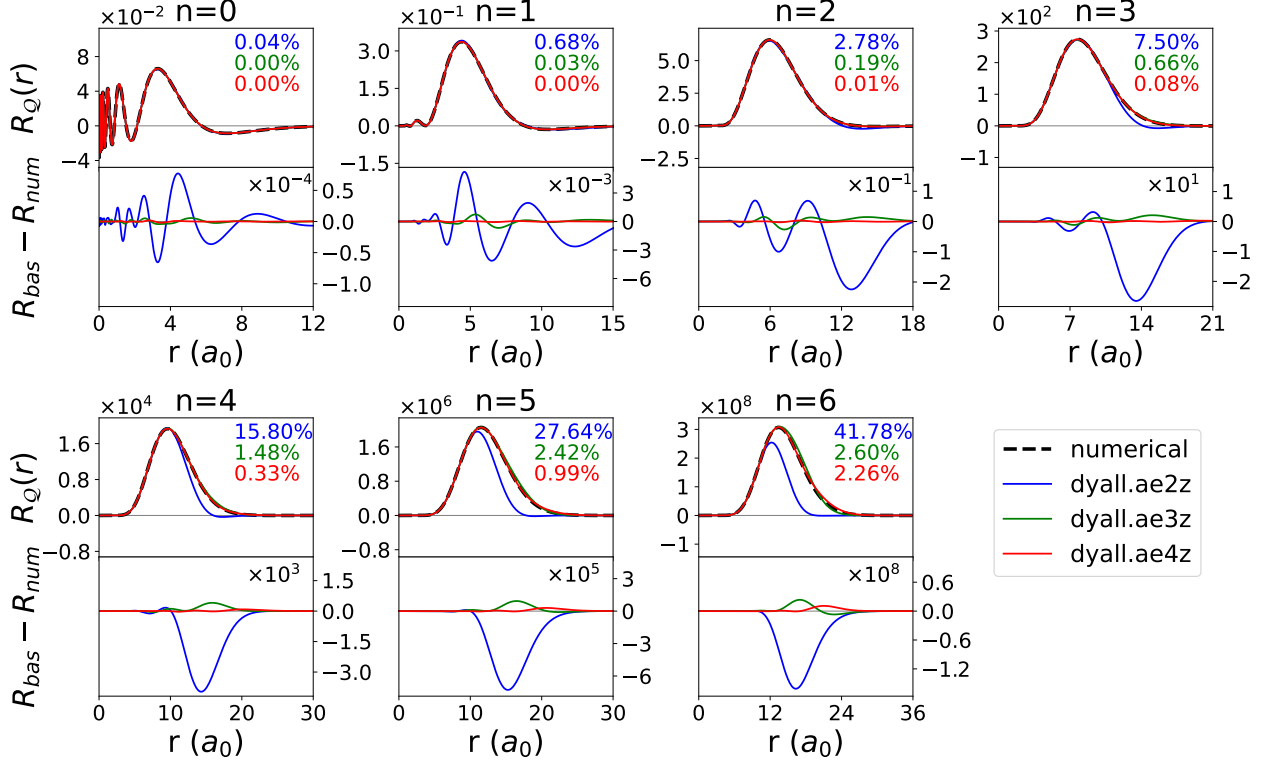 ×10⁻² n=0
R_Q(r)
8
4
0
−4
0.04%
0.00%
0.00%
R_bas − R_num
×10⁻⁴
0.5
0.0
−0.5
−1.0
0 4 8 12
r (a₀)
×10⁻¹ n=1
3.0
1.5
0.0
−1.5
0.68%
0.03%
0.00%
×10⁻³
3
0
−3
−6
0 5 10 15
r (a₀)
n=2
5.0
2.5
0.0
−2.5
2.78%
0.19%
0.01%
×10⁻¹
1
0
−1
−2
0 6 12 18
r (a₀)
×10² n=3
3
2
1
0
−1
7.50%
0.66%
0.08%
×10¹
1
0
−1
−2
0 7 14 21
r (a₀)
×10⁴ n=4
R_Q(r)
1.6
0.8
0.0
−0.8
15.80%
1.48%
0.33%
R_bas − R_num
×10³
1.5
0.0
−1.5
−3.0
0 10 20 30
r (a₀)
×10⁶ n=5
1.6
0.8
0.0
−0.8
27.64%
2.42%
0.99%
×10⁵
3
0
−3
−6
0 10 20 30
r (a₀)
×10⁸ n=6
3
2
1
0
−1
41.78%
2.60%
2.26%
×10⁸
0.6
0.0
−0.6
−1.2
0 12 24 36
r (a₀)
numerical
dyall.ae2z
dyall.ae3z
dyall.ae4z